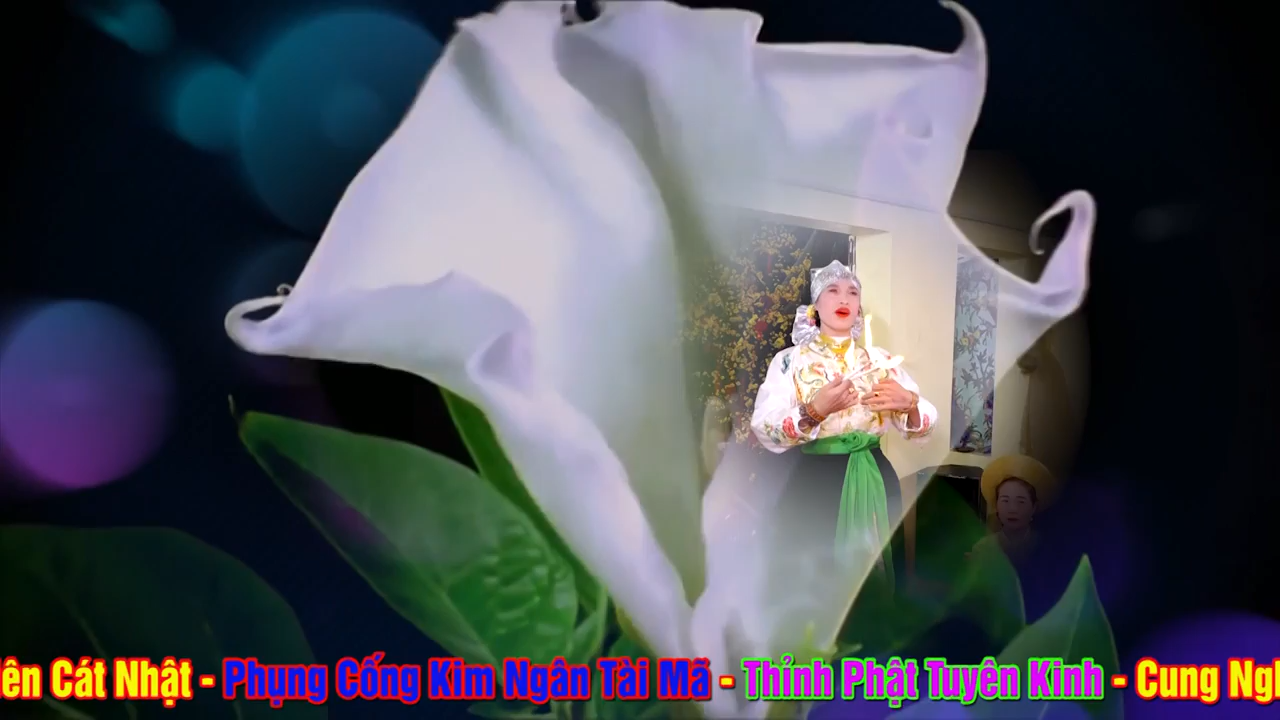 Cát Nhật - Phụng Cống Kim Ngân Tài Mã - Thỉnh Phật Tuyên Kinh - Cung